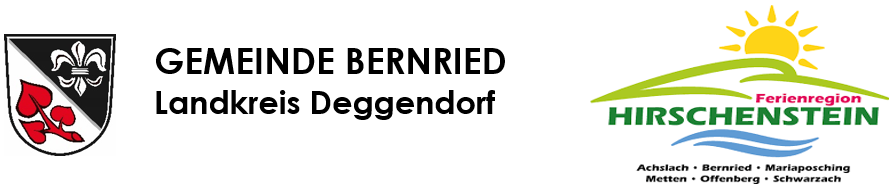 GEMEINDE BERNRIED
Landkreis Deggendorf
Ferienregion
HIRSCHENSTEIN
Achslach · Bernried · Mariaposching
Metten · Offenberg · Schwarzach